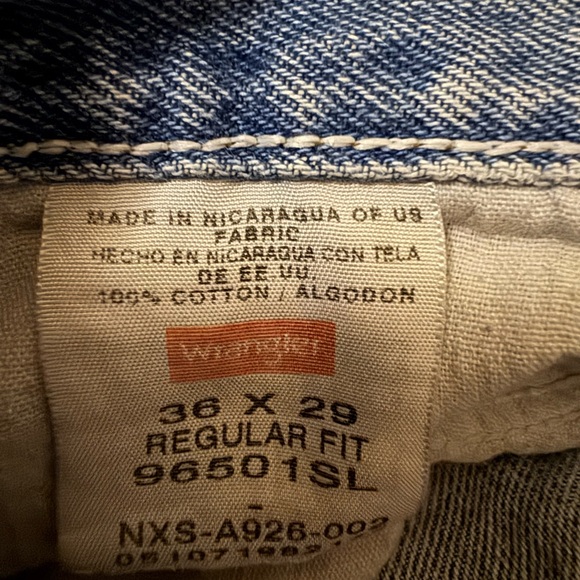 MADE IN NICARAGUA OF US
FABRIC
HECHO EN NICARAGUA CON TELA
DE EE UU
100% COTTON / ALGODON
Wrangler
36 X 29
REGULAR FIT
96501SL
-
NXS-A926-002